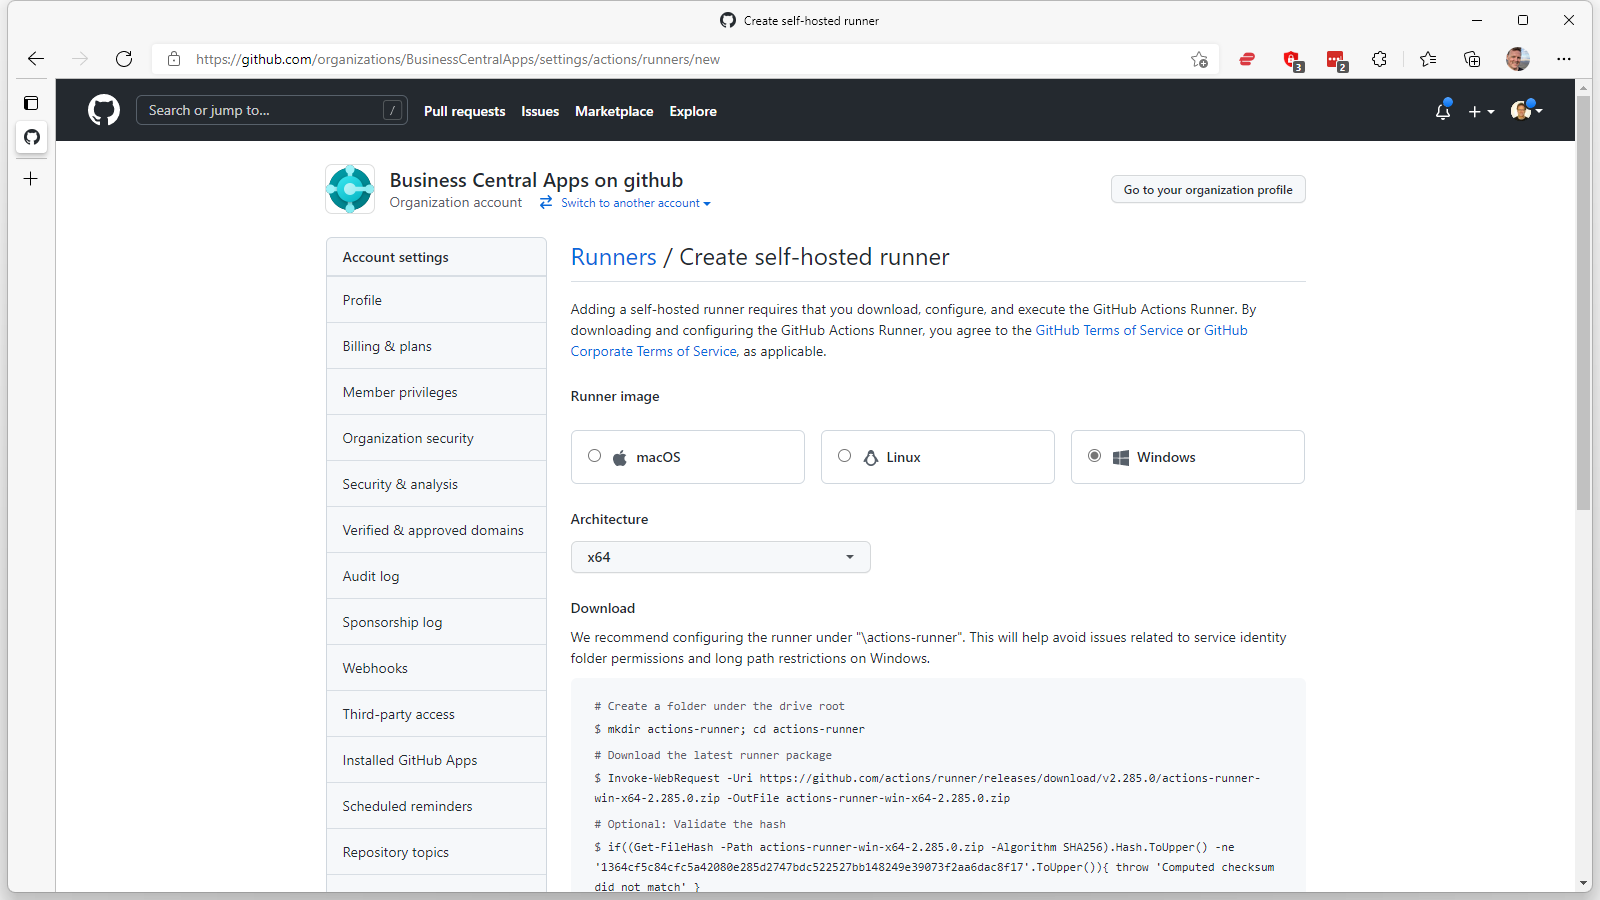 Create self-hosted runner
https://github.com/organizations/BusinessCentralApps/settings/actions/runners/new
3
2
Search or jump to...
/
Pull requests
Issues
Marketplace
Explore
Business Central Apps on github
Organization account
Switch to another account
Go to your organization profile
Account settings
Profile
Billing & plans
Member privileges
Organization security
Security & analysis
Verified & approved domains
Audit log
Sponsorship log
Webhooks
Third-party access
Installed GitHub Apps
Scheduled reminders
Repository topics
Runners / Create self-hosted runner
Adding a self-hosted runner requires that you download, configure, and execute the GitHub Actions Runner. By
downloading and configuring the GitHub Actions Runner, you agree to the GitHub Terms of Service or GitHub
Corporate Terms of Service, as applicable.
Runner image
macOS
Linux
Windows
Architecture
x64
Download
We recommend configuring the runner under "\actions-runner". This will help avoid issues related to service identity
folder permissions and long path restrictions on Windows.
# Create a folder under the drive root
$ mkdir actions-runner; cd actions-runner
# Download the latest runner package
$ Invoke-WebRequest -Uri https://github.com/actions/runner/releases/download/v2.285.0/actions-runner-
win-x64-2.285.0.zip -OutFile actions-runner-win-x64-2.285.0.zip
# Optional: Validate the hash
$ if((Get-FileHash -Path actions-runner-win-x64-2.285.0.zip -Algorithm SHA256).Hash.ToUpper() -ne
'1364cf5c84cfc5a42080e285d2747bdc522527bb148249e39073f2aa6dac8f17'.ToUpper()){ throw 'Computed checksum
did not match' }